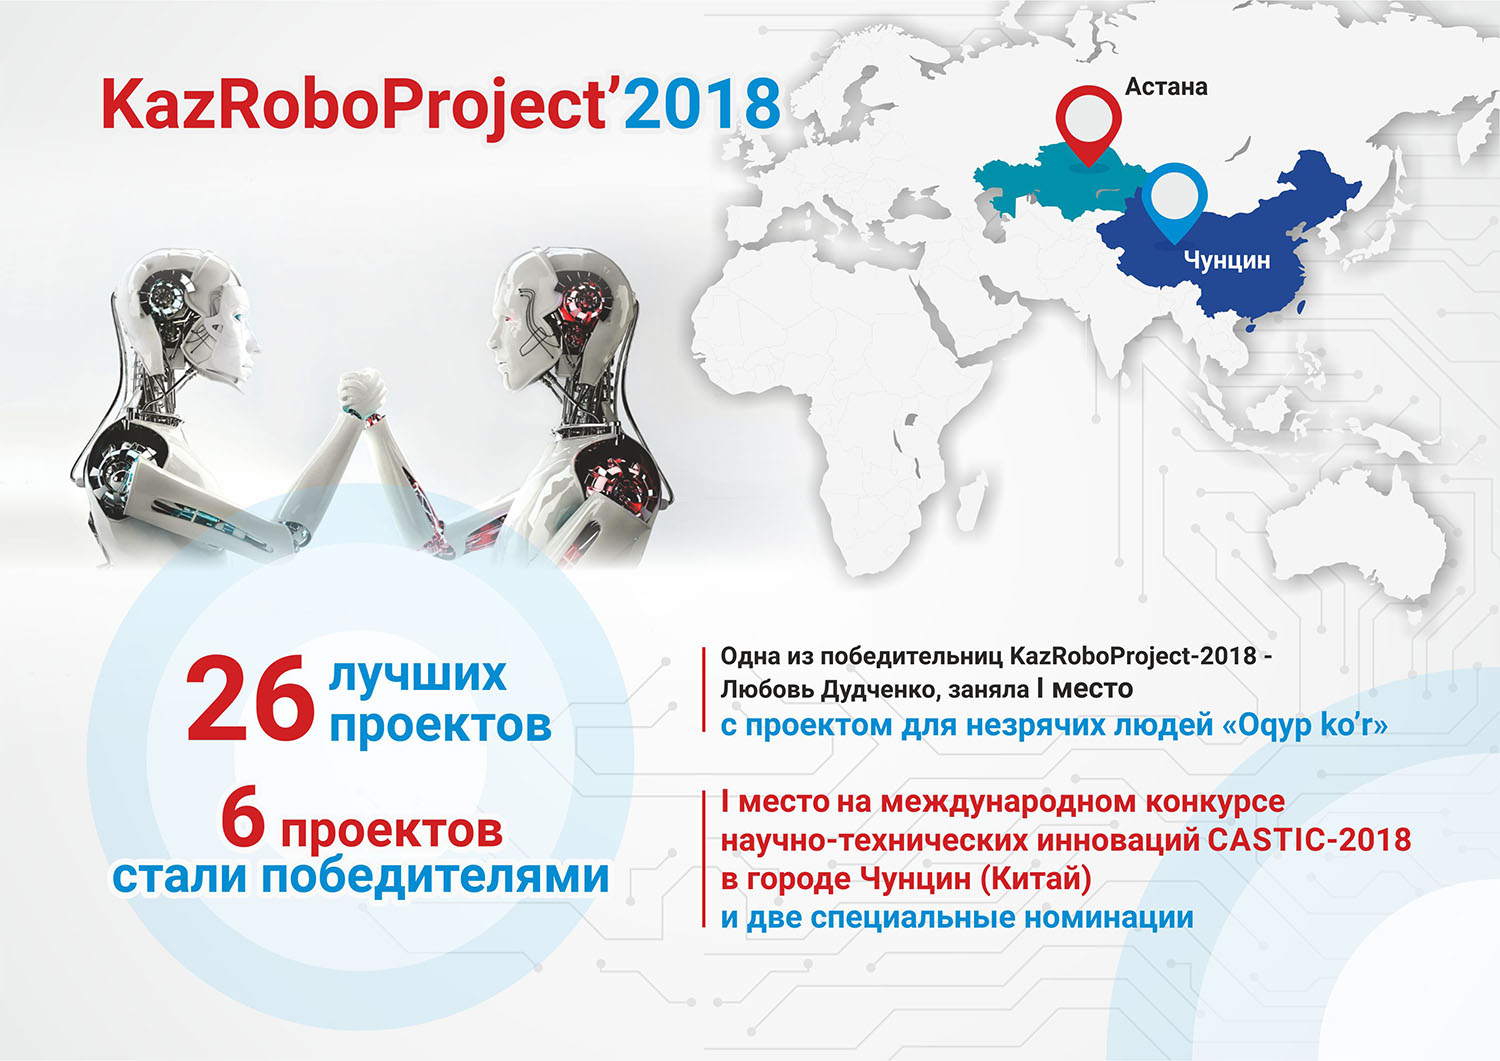 KazRoboProject’2018
Астана
Чунцин
26 лучших
проектов
6 проектов
стали победителями
Одна из победительниц KazRoboProject-2018 -
Любовь Дудченко, заняла I место
с проектом для незрячих людей «Oqyp ko’r»
I место на международном конкурсе
научно-технических инноваций CASTIC-2018
в городе Чунцин (Китай)
и две специальные номинации